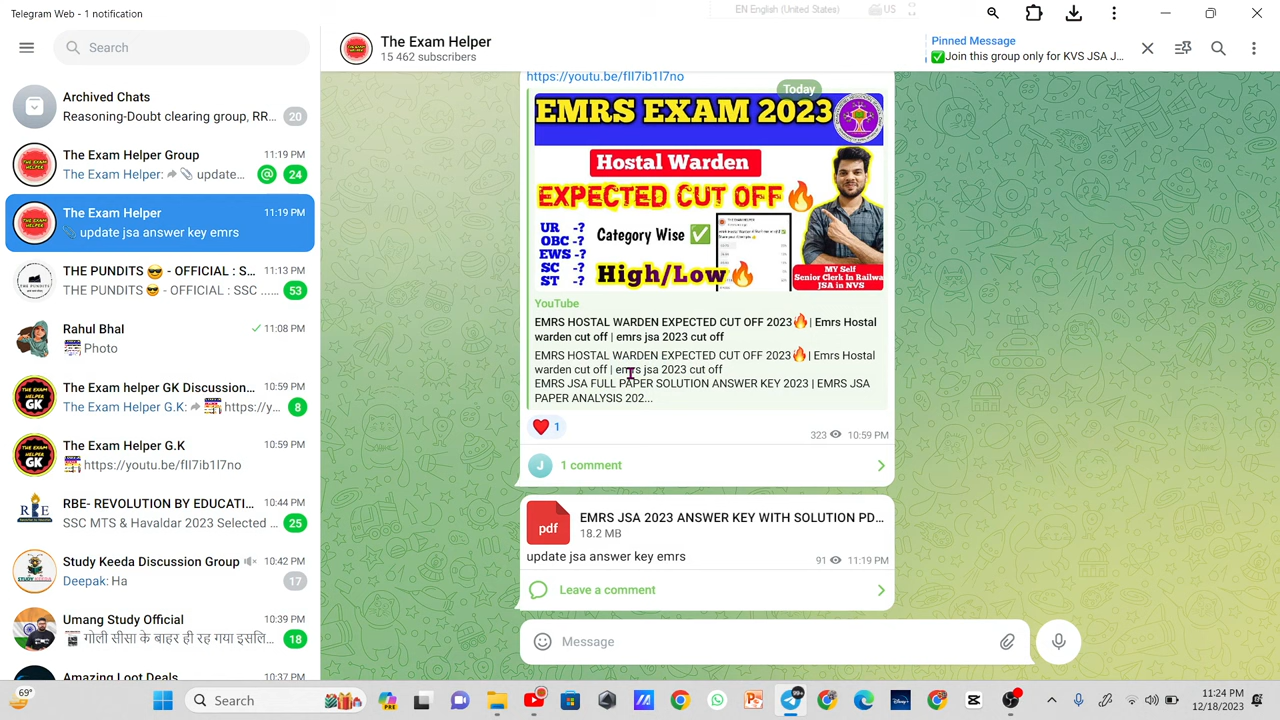 Telegram Web - 1 notification
EN English (United States)
US
Search
The Exam Helper
15 462 subscribers
Pinned Message
✅Join this group only for KVS JSA J...
Archived Chats
Reasoning Doubt clearing group, RR...
20
The Exam Helper Group
11:19 PM
The Exam Helper: update...
@
24
The Exam Helper
11:19 PM
update jsa answer key emrs
THE PUNDITS 😎 - OFFICIAL : S...
11:13 PM
THE PUNDITS 😎 - OFFICIAL : SSC ......
53
Rahul Bhal
11:08 PM
Photo
The Exam helper GK Discussion...
10:59 PM
The Exam Helper G.K: https://y...
8
The Exam Helper G.K
10:59 PM
https://youtu.be/fII7ib1I7no
RBE- REVOLUTION BY EDUCATI...
10:44 PM
SSC MTS & Havaldar 2023 Selected ...
25
Study Keeda Discussion Group
10:42 PM
Deepak: Ha
17
Umang Study Official
10:39 PM
गोली सीसा के बाहर ही रह गया इसलि...
18
Amazing Loot Deals
10:37 PM
https://youtu.be/fII7ib1I7no
Today
EMRS EXAM 2023
Hostal Warden
EXPECTED CUT OFF🔥
UR -?
OBC -?
EWS -?
SC -?
ST -?
Category Wise ✅
High/Low🔥
MY Self
Senior Clerk In Railwa
JSA in NVS
YouTube
EMRS HOSTAL WARDEN EXPECTED CUT OFF 2023🔥| Emrs Hostal
warden cut off | emrs jsa 2023 cut off
EMRS HOSTAL WARDEN EXPECTED CUT OFF 2023🔥| Emrs Hostal
warden cut off | emrs jsa 2023 cut off
EMRS JSA FULL PAPER SOLUTION ANSWER KEY 2023 | EMRS JSA
PAPER ANALYSIS 202...
❤️ 1
323
10:59 PM
J
1 comment
pdf
EMRS JSA 2023 ANSWER KEY WITH SOLUTION PD...
18.2 MB
update jsa answer key emrs
91
11:19 PM
Leave a comment
Message
69°
Search
99+
11:24 PM
12/18/2023